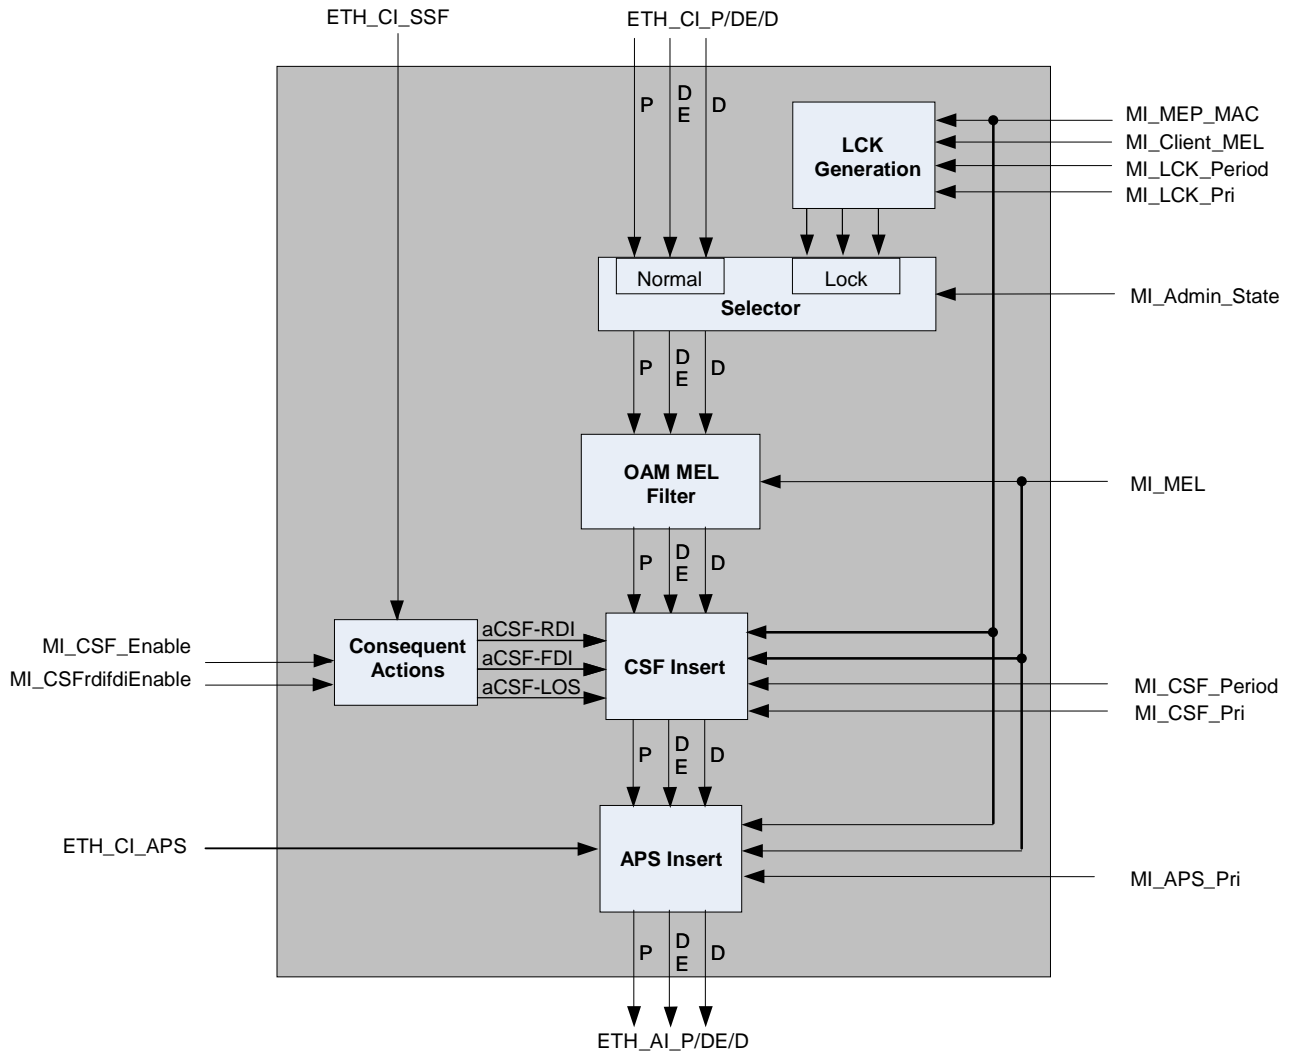 ETH_CI_SSF
ETH_CI_P/DE/D
P
D
E
D
LCK
Generation
MI_MEP_MAC
MI_Client_MEL
MI_LCK_Period
MI_LCK_Pri
Normal
Lock
Selector
MI_Admin_State
P
D
E
D
OAM MEL
Filter
MI_MEL
P
D
E
D
MI_CSF_Enable
MI_CSFrdifdiEnable
Consequent
Actions
aCSF-RDI
aCSF-FDI
aCSF-LOS
CSF Insert
MI_CSF_Period
MI_CSF_Pri
P
D
E
D
ETH_CI_APS
APS Insert
MI_APS_Pri
P
D
E
D
ETH_AI_P/DE/D